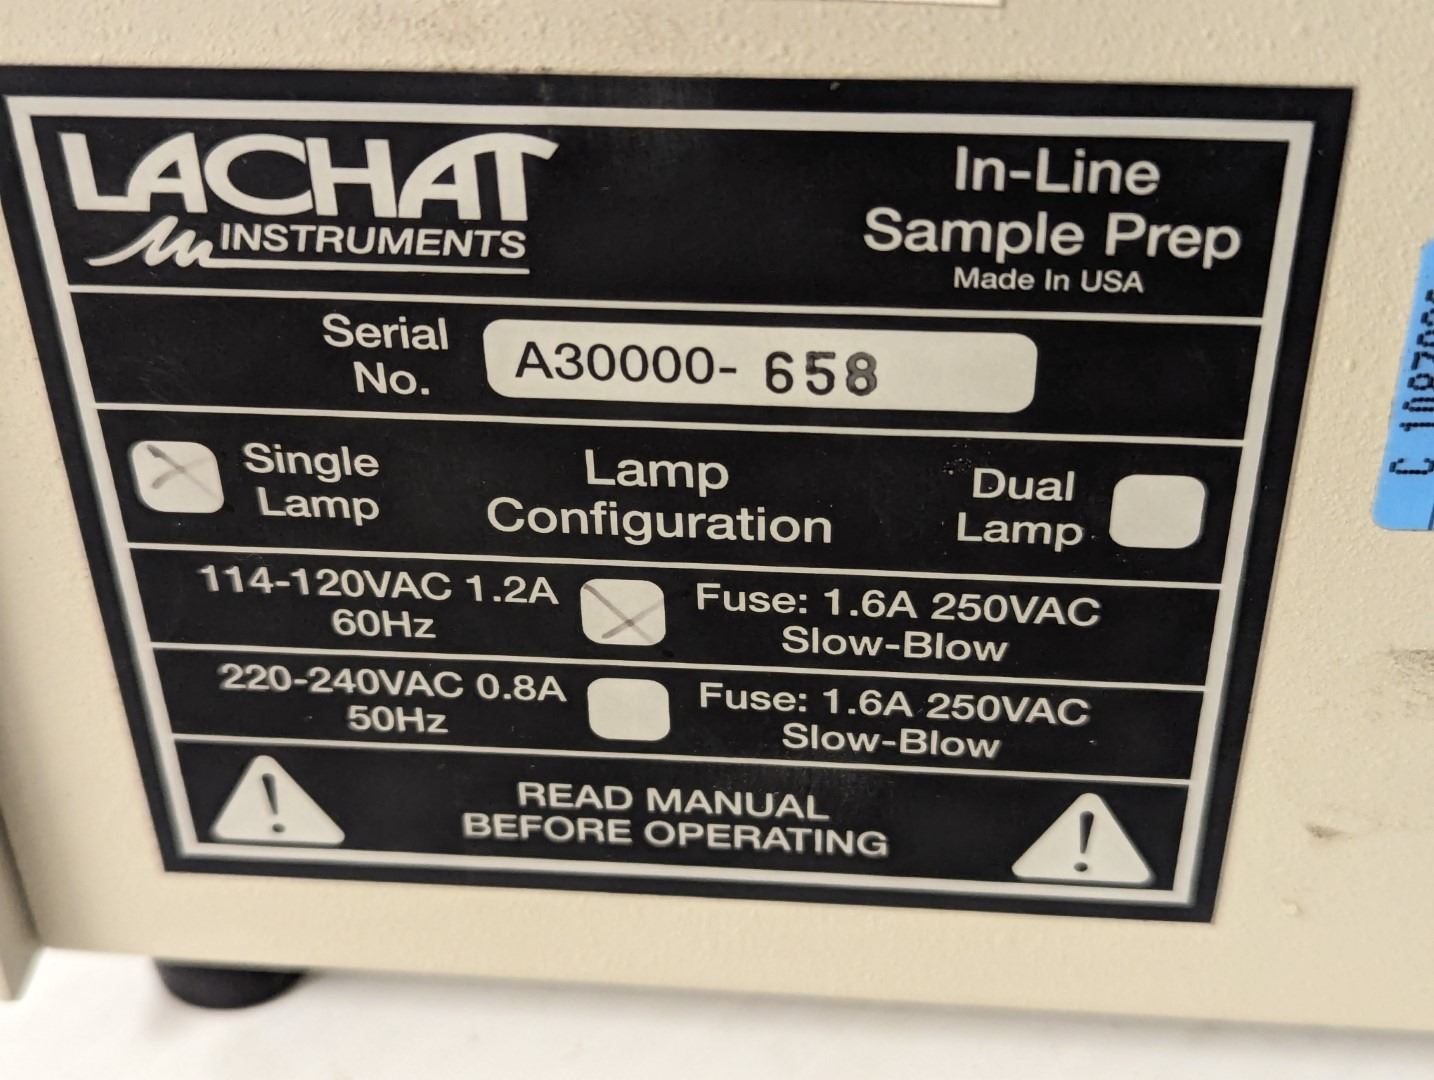 LACHAT
INSTRUMENTS
In-Line
Sample Prep
Made In USA
Serial
No.
A30000- 658
Single
Lamp
Lamp
Configuration
Dual
Lamp
114-120VAC 1.2A
60Hz
Fuse: 1.6A 250VAC
Slow-Blow
220-240VAC 0.8A
50Hz
Fuse: 1.6A 250VAC
Slow-Blow
READ MANUAL
BEFORE OPERATING